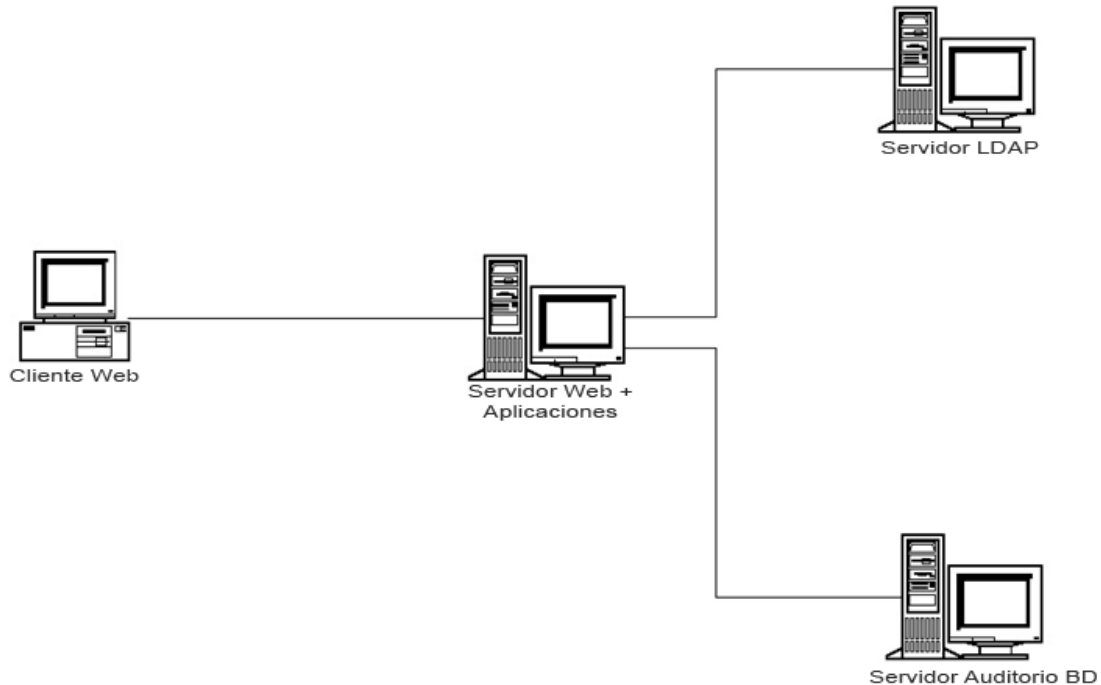 Servidor LDAP
Cliente Web
Servidor Web +
Aplicaciones
Servidor Auditorio BD